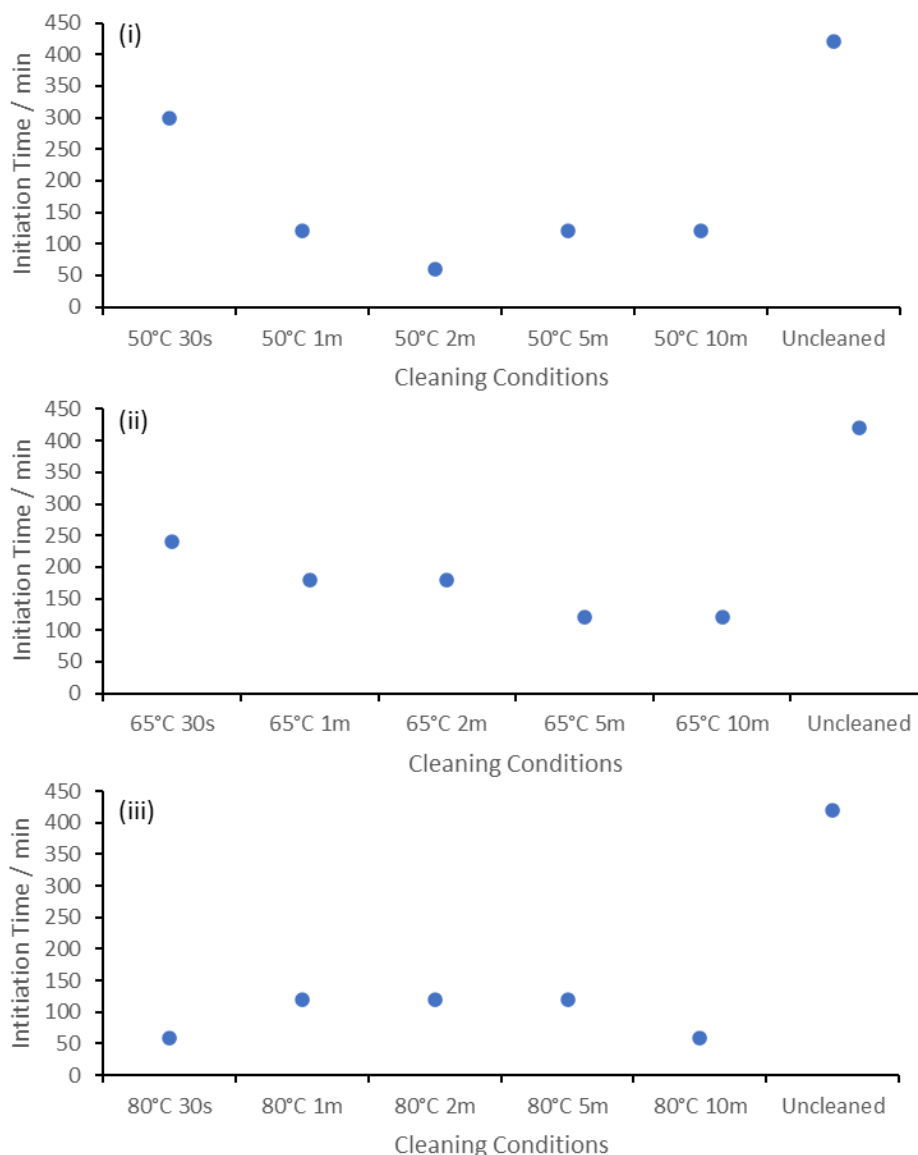 (i)
Initiation Time / min
450
400
350
300
250
200
150
100
50
0
50°C 30s 50°C 1m 50°C 2m 50°C 5m 50°C 10m Uncleaned
Cleaning Conditions
(ii)
Initiation Time / min
450
400
350
300
250
200
150
100
50
0
65°C 30s 65°C 1m 65°C 2m 65°C 5m 65°C 10m Uncleaned
Cleaning Conditions
(iii)
Intitiation Time / min
450
400
350
300
250
200
150
100
50
0
80°C 30s 80°C 1m 80°C 2m 80°C 5m 80°C 10m Uncleaned
Cleaning Conditions